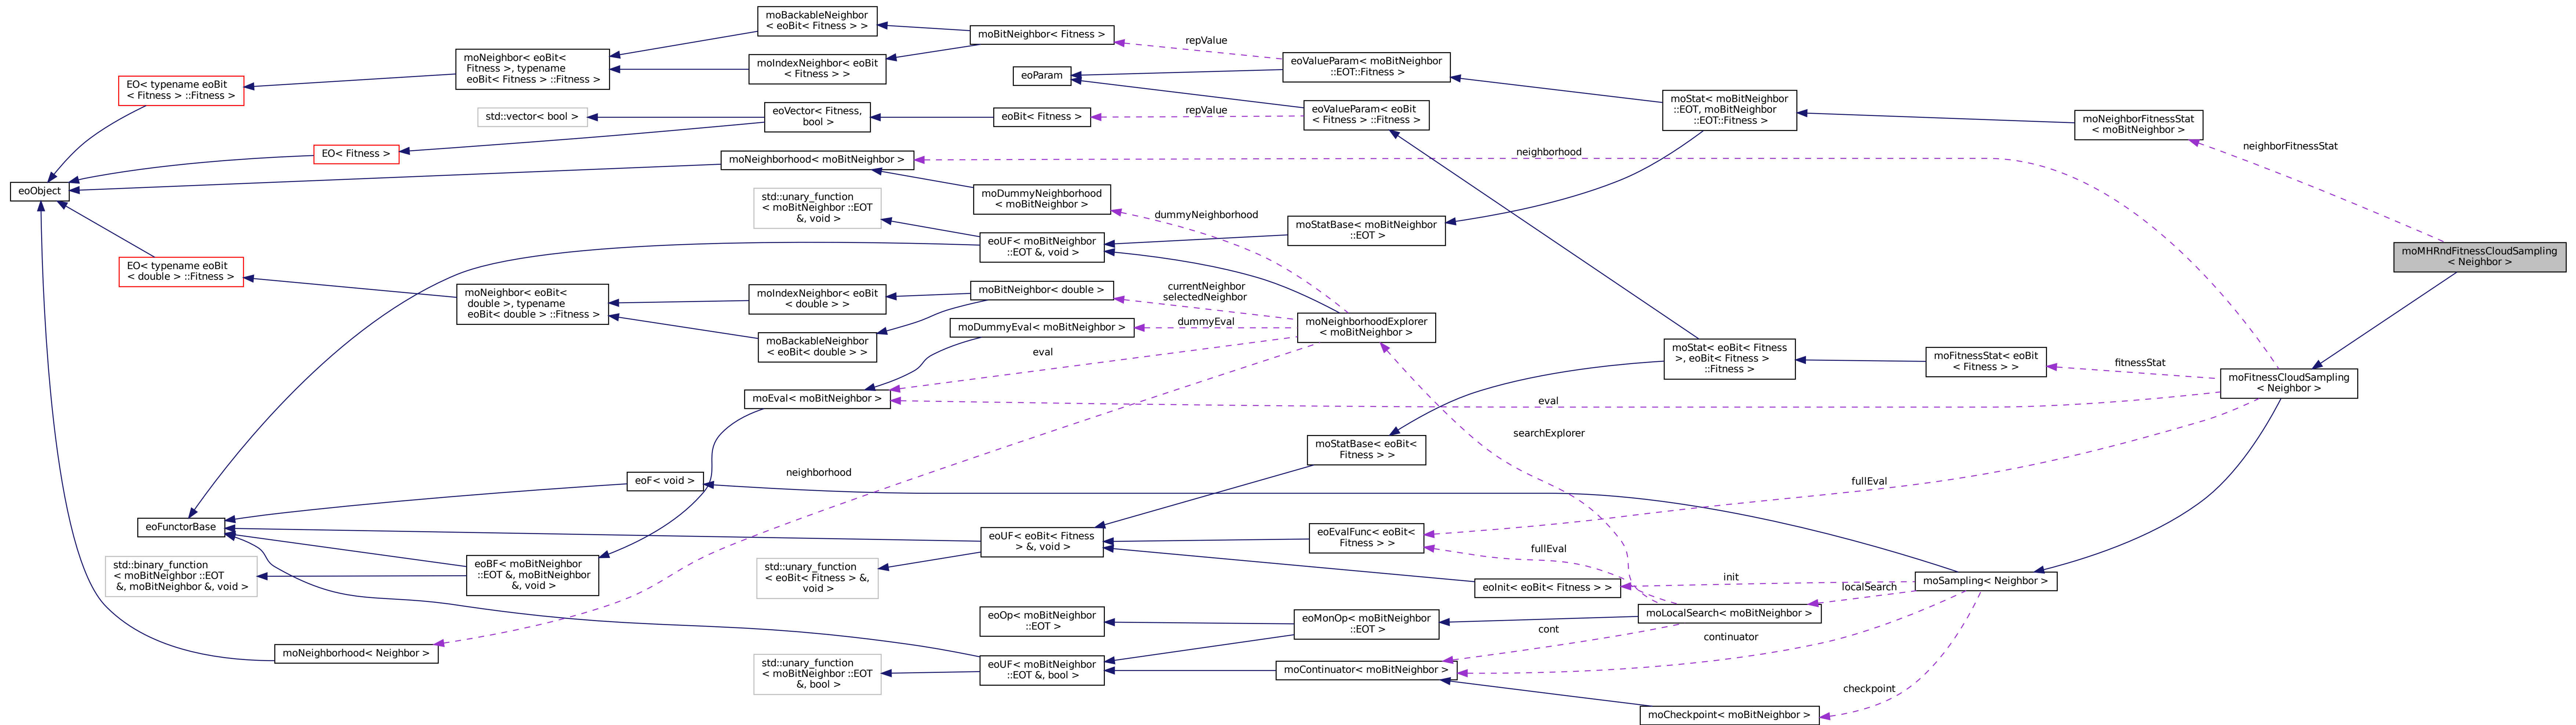 moBackableNeighbor
< eoBit< Fitness > >
moBitNeighbor< Fitness >
repValue
moNeighbor< eoBit<
Fitness >, typename
eoBit< Fitness > ::Fitness >
moIndexNeighbor< eoBit
< Fitness > >
eoParam
eoValueParam< moBitNeighbor
::EOT::Fitness >
EO< typename eoBit
< Fitness > ::Fitness >
std::vector< bool >
eoVector< Fitness,
bool >
eoBit< Fitness >
repValue
eoValueParam< eoBit
< Fitness > ::Fitness >
moStat< moBitNeighbor
::EOT, moBitNeighbor
::EOT::Fitness >
moNeighborFitnessStat
< moBitNeighbor >
neighborFitnessStat
EO< Fitness >
moNeighborhood< moBitNeighbor >
neighborhood
eoObject
std::unary_function
< moBitNeighbor ::EOT
&, void >
moDummyNeighborhood
< moBitNeighbor >
dummyNeighborhood
moStatBase< moBitNeighbor
::EOT >
eoUF< moBitNeighbor
::EOT &, void >
moMHRndFitnessCloudSampling
< Neighbor >
EO< typename eoBit
< double > ::Fitness >
moNeighbor< eoBit<
double >, typename
eoBit< double > ::Fitness >
moIndexNeighbor< eoBit
< double > >
moBitNeighbor< double >
currentNeighbor
selectedNeighbor
moDummyEval< moBitNeighbor >
dummyEval
moNeighborhoodExplorer
< moBitNeighbor >
moBackableNeighbor
< eoBit< double > >
eval
moStat< eoBit< Fitness
>, eoBit< Fitness >
::Fitness >
moFitnessStat< eoBit
< Fitness > >
fitnessStat
moFitnessCloudSampling
< Neighbor >
moEval< moBitNeighbor >
eval
searchExplorer
moStatBase< eoBit<
Fitness > >
neighborhood
eoF< void >
fullEval
eoFunctorBase
eoUF< eoBit< Fitness
> &, void >
eoEvalFunc< eoBit<
Fitness > >
fullEval
std::binary_function
< moBitNeighbor ::EOT
&, moBitNeighbor &, void >
eoBF< moBitNeighbor
::EOT &, moBitNeighbor
&, void >
std::unary_function
< eoBit< Fitness > &,
void >
eoInit< eoBit< Fitness > >
init
moSampling< Neighbor >
localSearch
moLocalSearch< moBitNeighbor >
eoOp< moBitNeighbor
::EOT >
eoMonOp< moBitNeighbor
::EOT >
cont
continuator
moNeighborhood< Neighbor >
std::unary_function
< moBitNeighbor ::EOT
&, bool >
eoUF< moBitNeighbor
::EOT &, bool >
moContinuator< moBitNeighbor >
checkpoint
moCheckpoint< moBitNeighbor >